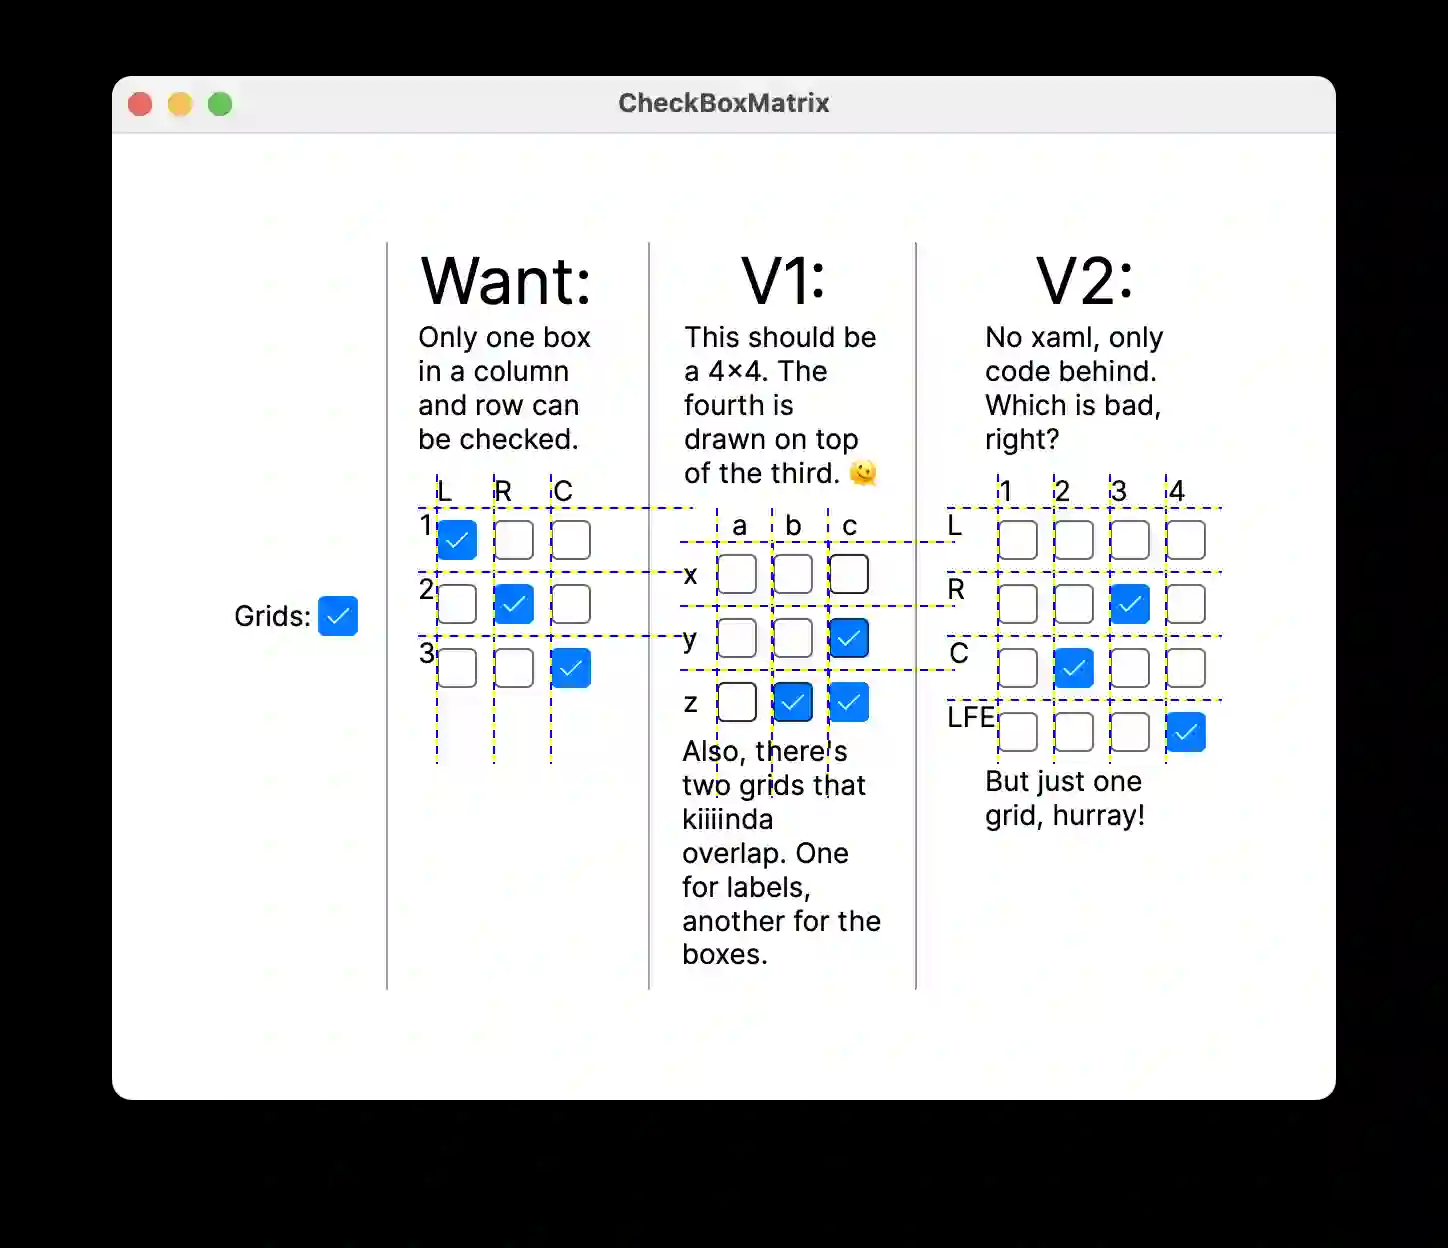 CheckBoxMatrix
Grids:
Want:
Only one box
in a column
and row can
be checked.
L R C
1
2
3
V1:
This should be
a 4×4. The
fourth is
drawn on top
of the third. 🫠
a b c
x
y
z
Also, there's
two grids that
kiiiinda
overlap. One
for labels,
another for the
boxes.
V2:
No xaml, only
code behind.
Which is bad,
right?
1 2 3 4
L
R
C
LFE
But just one
grid, hurray!